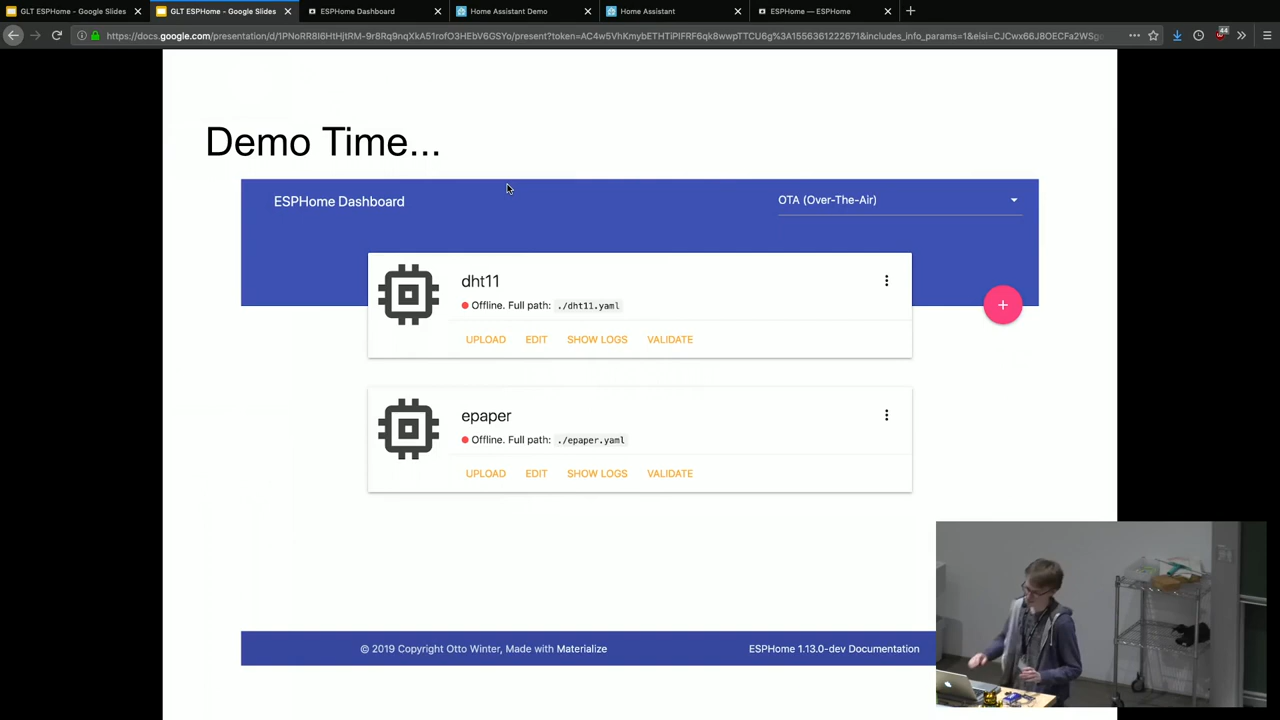 GLT ESPHome - Google Slides
GLT ESPHome - Google Slides
ESPHome Dashboard
Home Assistant Demo
Home Assistant
ESPHome — ESPHome
44
Demo Time...
ESPHome Dashboard
OTA (Over-The-Air)
dht11
Offline. Full path: ./dht11.yaml
UPLOAD EDIT SHOW LOGS VALIDATE
epaper
Offline. Full path: ./epaper.yaml
UPLOAD EDIT SHOW LOGS VALIDATE
© 2019 Copyright Otto Winter, Made with Materialize
ESPHome 1.13.0-dev Documentation